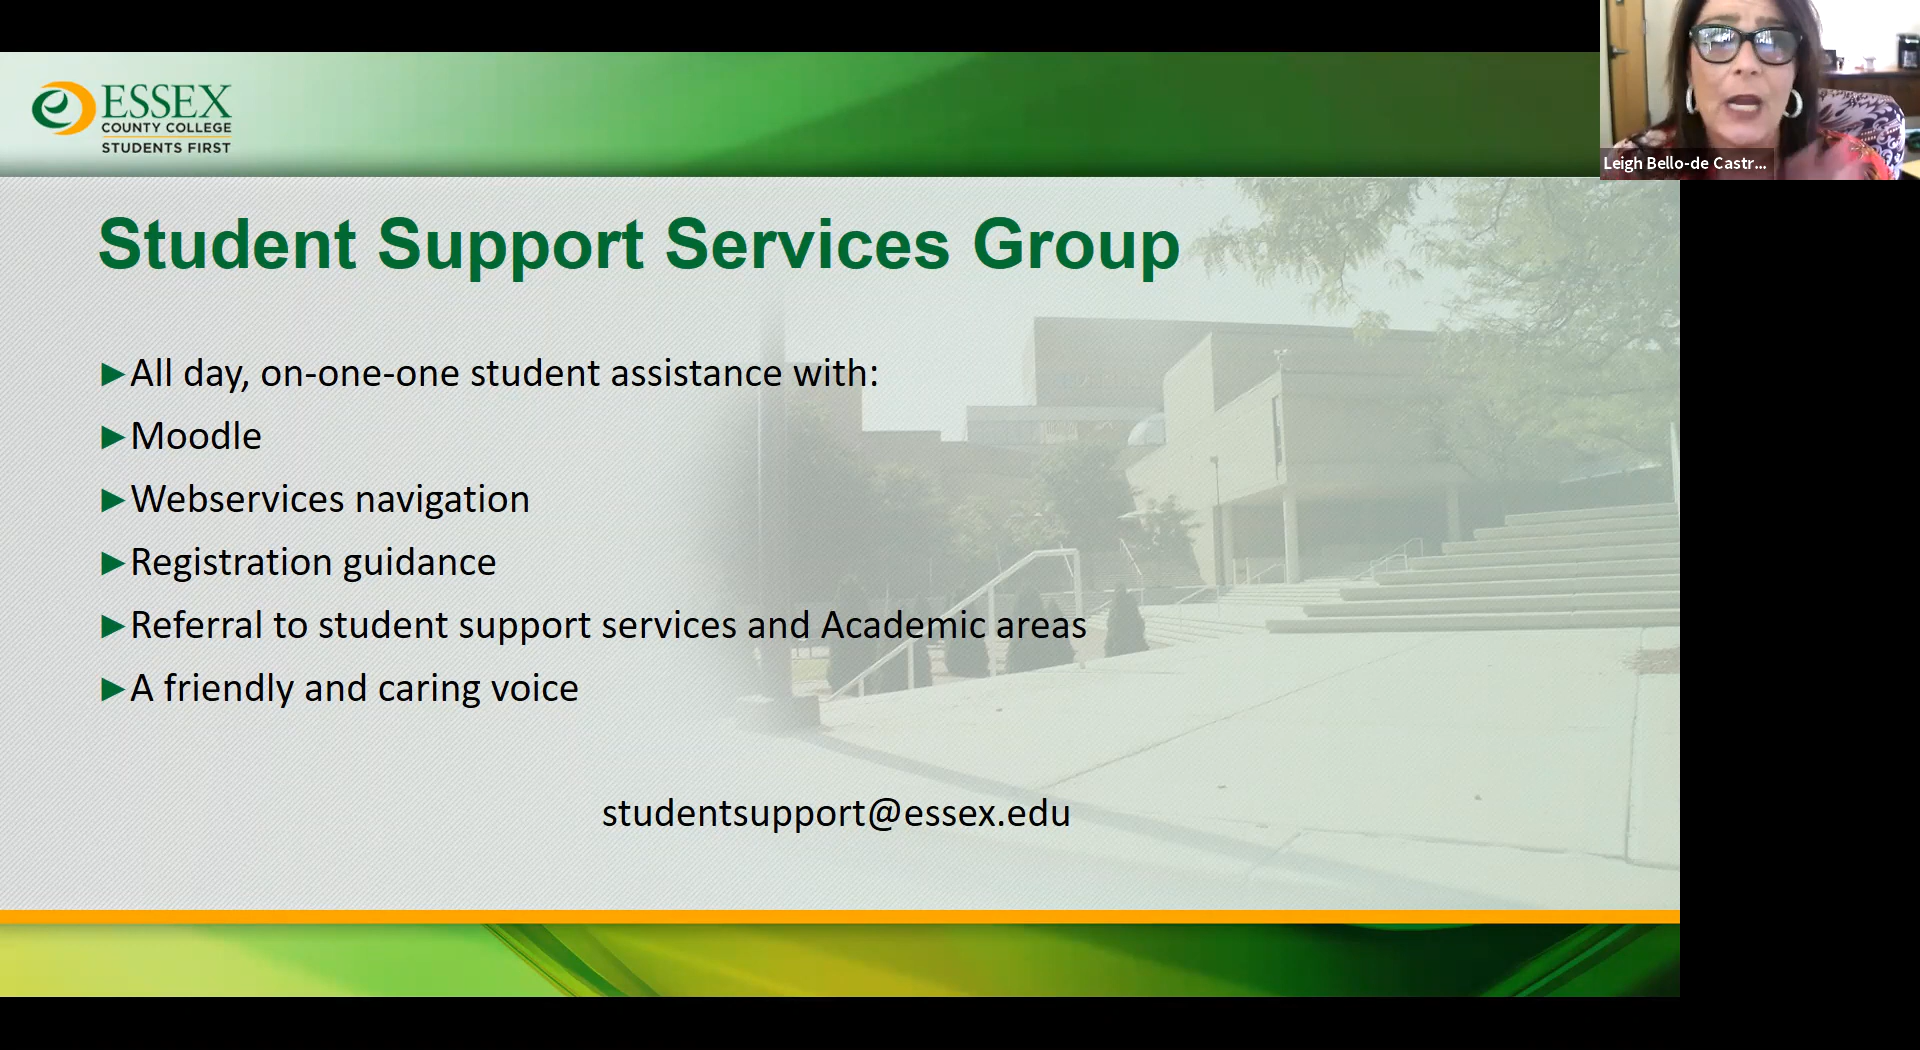 ESSEX
COUNTY COLLEGE
STUDENTS FIRST
Leigh Bello-de Castr...
Student Support Services Group
►All day, on-one-one student assistance with:
►Moodle
►Webservices navigation
►Registration guidance
►Referral to student support services and Academic areas
►A friendly and caring voice
studentsupport@essex.edu